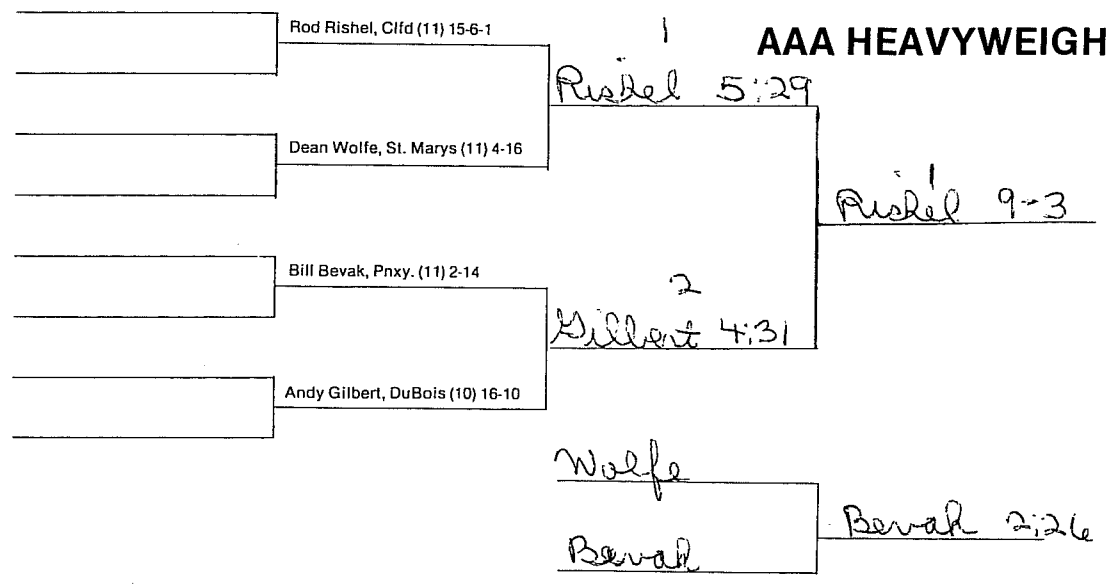 Rod Rishel, Clfd (11) 15-6-1
1
AAA HEAVYWEIGH
Rishel 5:29
Dean Wolfe, St. Marys (11) 4-16
1
Rishel 9-3
Bill Bevak, Pnxy. (11) 2-14
2
Gilbert 4:31
Andy Gilbert, DuBois (10) 16-10
Wolfe
Bevak 2:26
Bevak